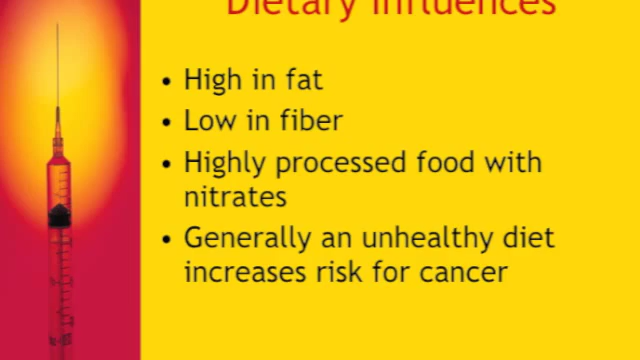 Dietary Influences
• High in fat
• Low in fiber
• Highly processed food with
nitrates
• Generally an unhealthy diet
increases risk for cancer